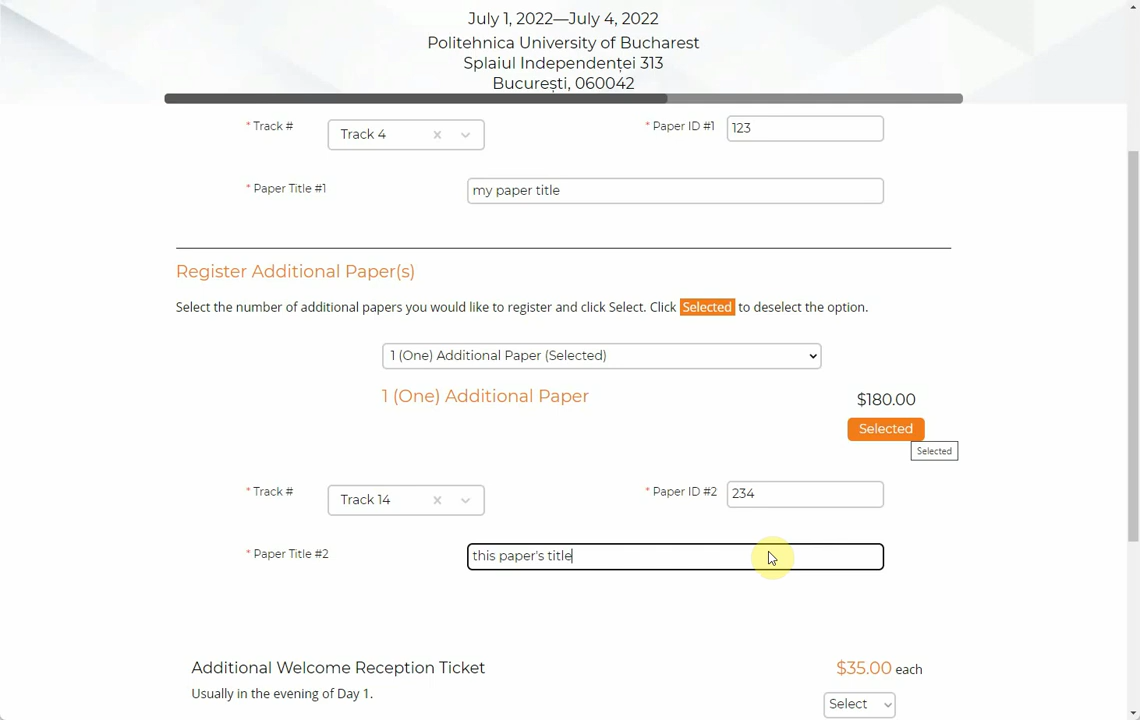 July 1, 2022—July 4, 2022
Politehnica University of Bucharest
Splaiul Independenței 313
București, 060042
* Track # Track 4 * Paper ID #1 123
* Paper Title #1 my paper title
Register Additional Paper(s)
Select the number of additional papers you would like to register and click Select. Click Selected to deselect the option.
1 (One) Additional Paper (Selected)
1 (One) Additional Paper $180.00
Selected
Selected
* Track # Track 14 * Paper ID #2 234
* Paper Title #2 this paper's title
Additional Welcome Reception Ticket $35.00 each
Usually in the evening of Day 1.
Select